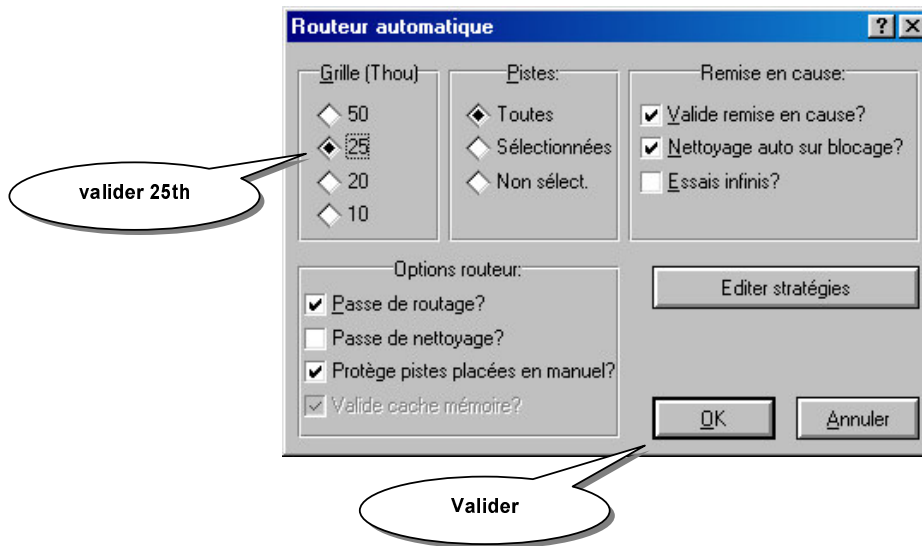 Routeur automatique
Grille (Thou)
50
25
20
10
Pistes:
Toutes
Sélectionnées
Non sélect.
Remise en cause:
Valide remise en cause?
Nettoyage auto sur blocage?
Essais infinis?
valider 25th
Options routeur:
Passe de routage?
Passe de nettoyage?
Protège pistes placées en manuel?
Valide cache mémoire?
Editer stratégies
OK
Annuler
Valider